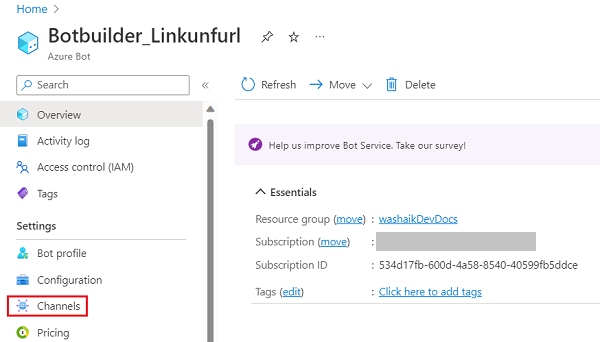 Home >
Botbuilder_Linkunfurl
Azure Bot
Search
Refresh
Move
Delete
Overview
Activity log
Access control (IAM)
Tags
Settings
Bot profile
Configuration
Channels
Pricing
Help us improve Bot Service. Take our survey!
Essentials
Resource group (move) : washaikDevDocs
Subscription (move) :
Subscription ID : 534d17fb-600d-4a58-8540-40599fb5ddce
Tags (edit) : Click here to add tags